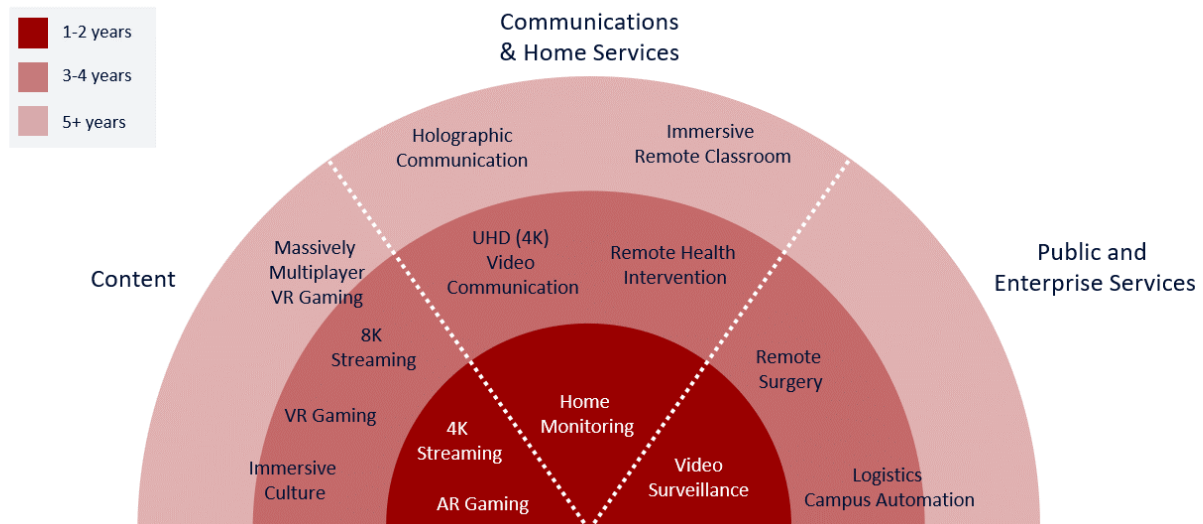 1-2 years
3-4 years
5+ years
Communications
& Home Services
Holographic
Communication
Immersive
Remote Classroom
Content
Massively
Multiplayer
VR Gaming
UHD (4K)
Video
Communication
Remote Health
Intervention
Public and
Enterprise Services
8K
Streaming
Remote
Surgery
VR Gaming
Home
Monitoring
4K
Streaming
Immersive
Culture
Video
Surveillance
Logistics
Campus Automation
AR Gaming